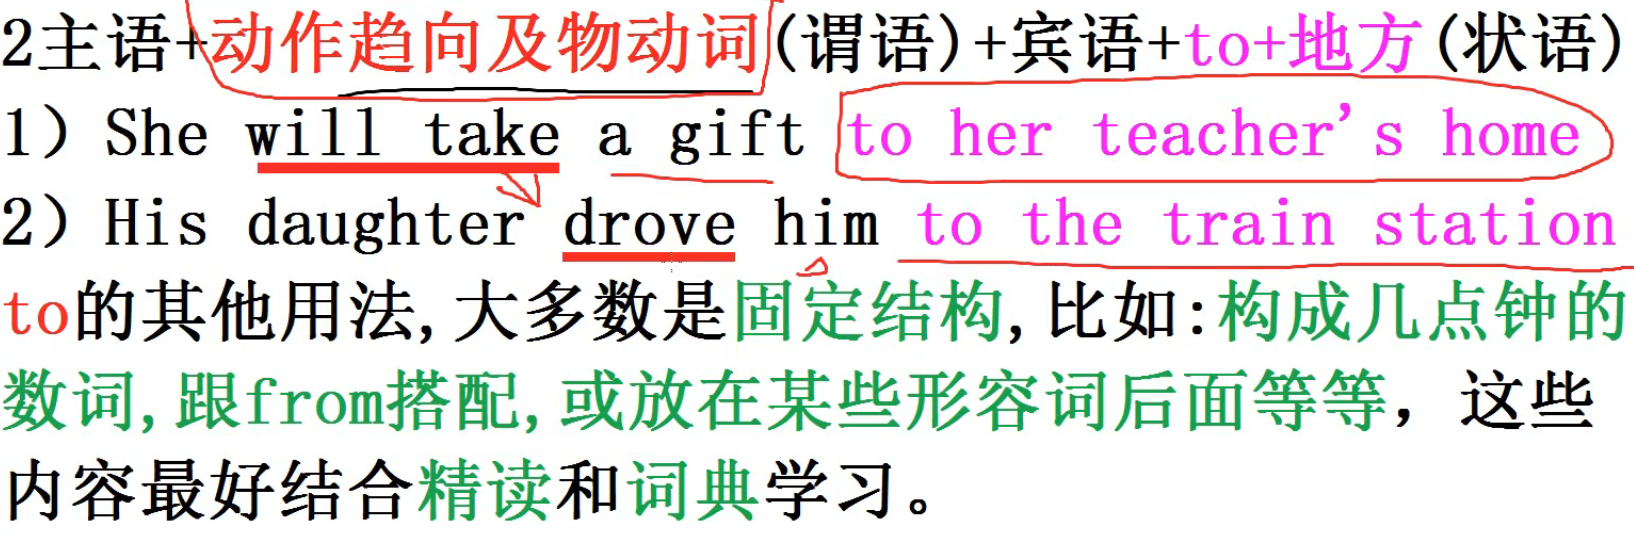 2主语+动作趋向及物动词(谓语)+宾语+to+地方(状语)
1) She will take a gift to her teacher's home
2) His daughter drove him to the train station
to的其他用法,大多数是固定结构,比如:构成几点钟的
数词,跟from搭配,或放在某些形容词后面等等，这些
内容最好结合精读和词典学习。